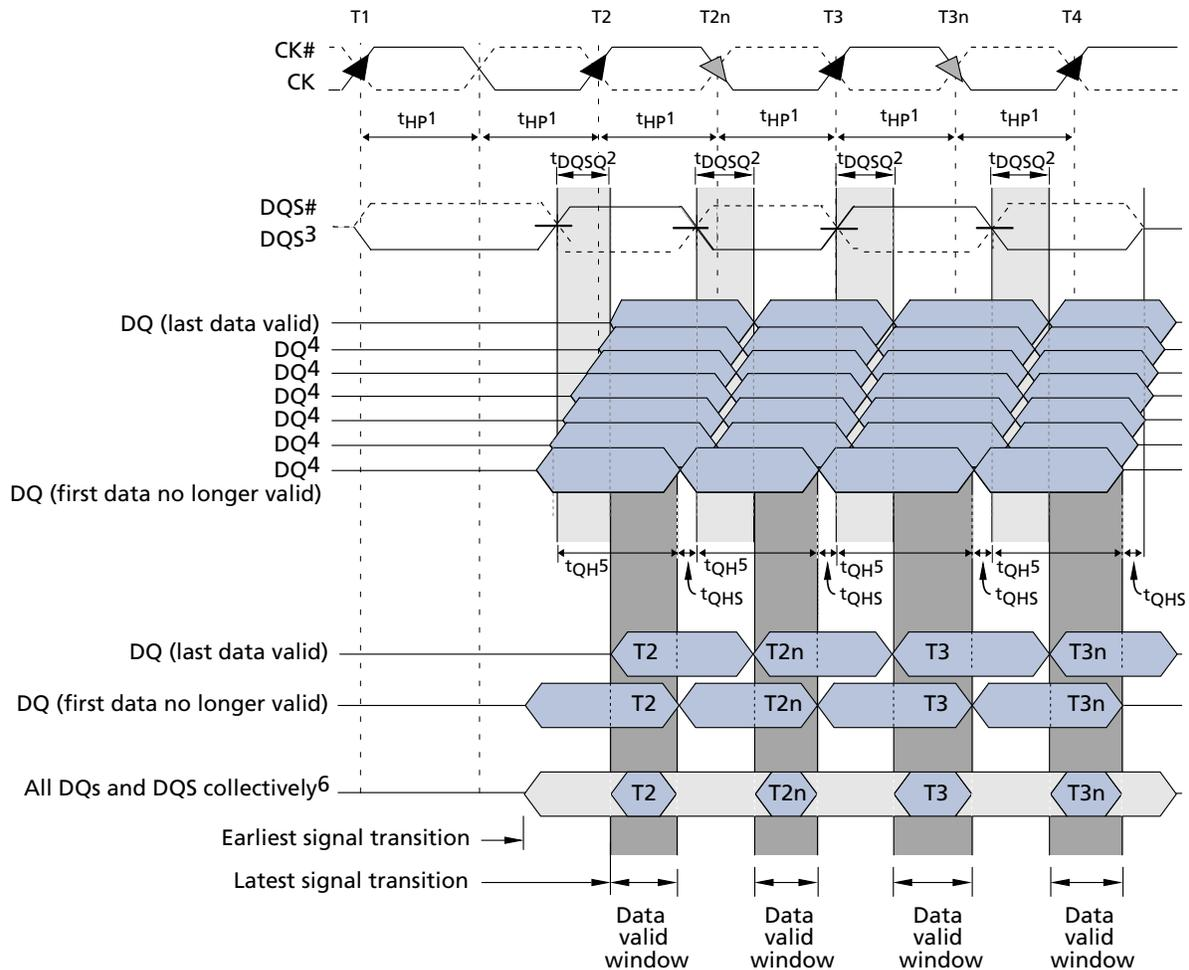 T1 T2 T2n T3 T3n T4
CK#
CK
tHP1 tHP1 tHP1 tHP1 tHP1 tHP1
tDQSQ2 tDQSQ2 tDQSQ2 tDQSQ2
DQS#
DQS3
DQ (last data valid)
DQ4
DQ4
DQ4
DQ4
DQ4
DQ4
DQ (first data no longer valid)
tQH5 tQH5 tQH5 tQH5
tQHS tQHS tQHS tQHS
DQ (last data valid) T2 T2n T3 T3n
DQ (first data no longer valid) T2 T2n T3 T3n
All DQs and DQS collectively6 T2 T2n T3 T3n
Earliest signal transition
Latest signal transition
Data Data Data Data
valid valid valid valid
window window window window